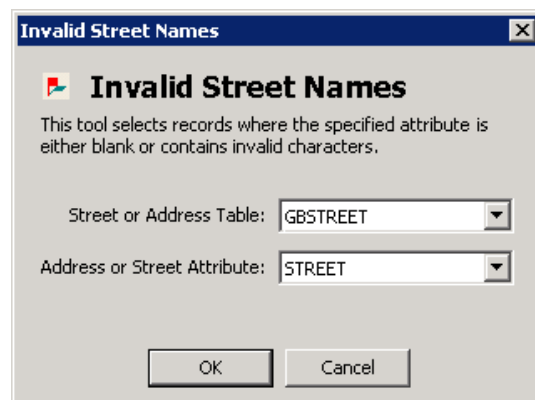 Invalid Street Names
Invalid Street Names
This tool selects records where the specified attribute is
either blank or contains invalid characters.
Street or Address Table: GBSTREET
Address or Street Attribute: STREET
OK Cancel